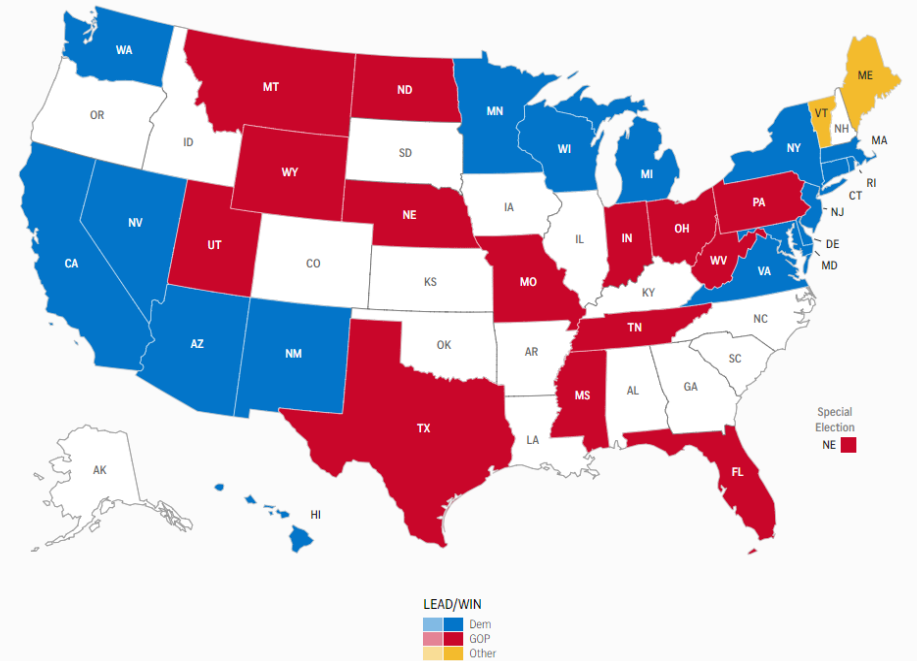 WA
ME
MT
ND
VT
OR
MN
NH
MA
ID
SD
WI
NY
MI
RI
WY
CT
PA
NJ
NE
IA
NV
OH
DE
UT
IL
IN
CO
WV
MD
CA
VA
KS
MO
KY
NC
TN
AZ
NM
OK
AR
SC
MS
AL
GA
TX
LA
Special
Election
NE
AK
FL
HI
LEAD/WIN
Dem
GOP
Other